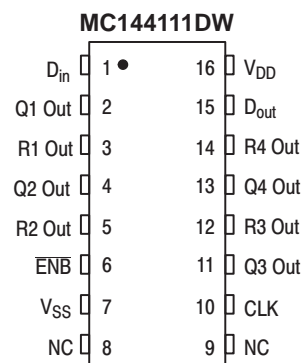 MC144111DW
Din 1 16 VDD
Q1 Out 2 15 Dout
R1 Out 3 14 R4 Out
Q2 Out 4 13 Q4 Out
R2 Out 5 12 R3 Out
ENB 6 11 Q3 Out
VSS 7 10 CLK
NC 8 9 NC